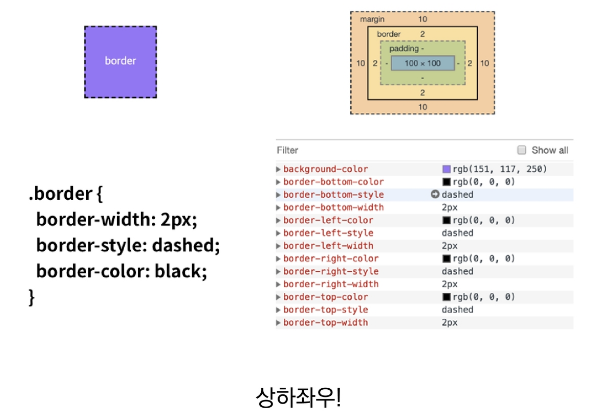 border
margin 10
border 2
padding -
10 2 - 100 × 100 - 2 10
-
2
10
Filter Show all
background-color rgb(151, 117, 250)
border-bottom-color rgb(0, 0, 0)
border-bottom-style dashed
border-bottom-width 2px
border-left-color rgb(0, 0, 0)
border-left-style dashed
border-left-width 2px
border-right-color rgb(0, 0, 0)
border-right-style dashed
border-right-width 2px
border-top-color rgb(0, 0, 0)
border-top-style dashed
border-top-width 2px
.border {
border-width: 2px;
border-style: dashed;
border-color: black;
}
상하좌우!